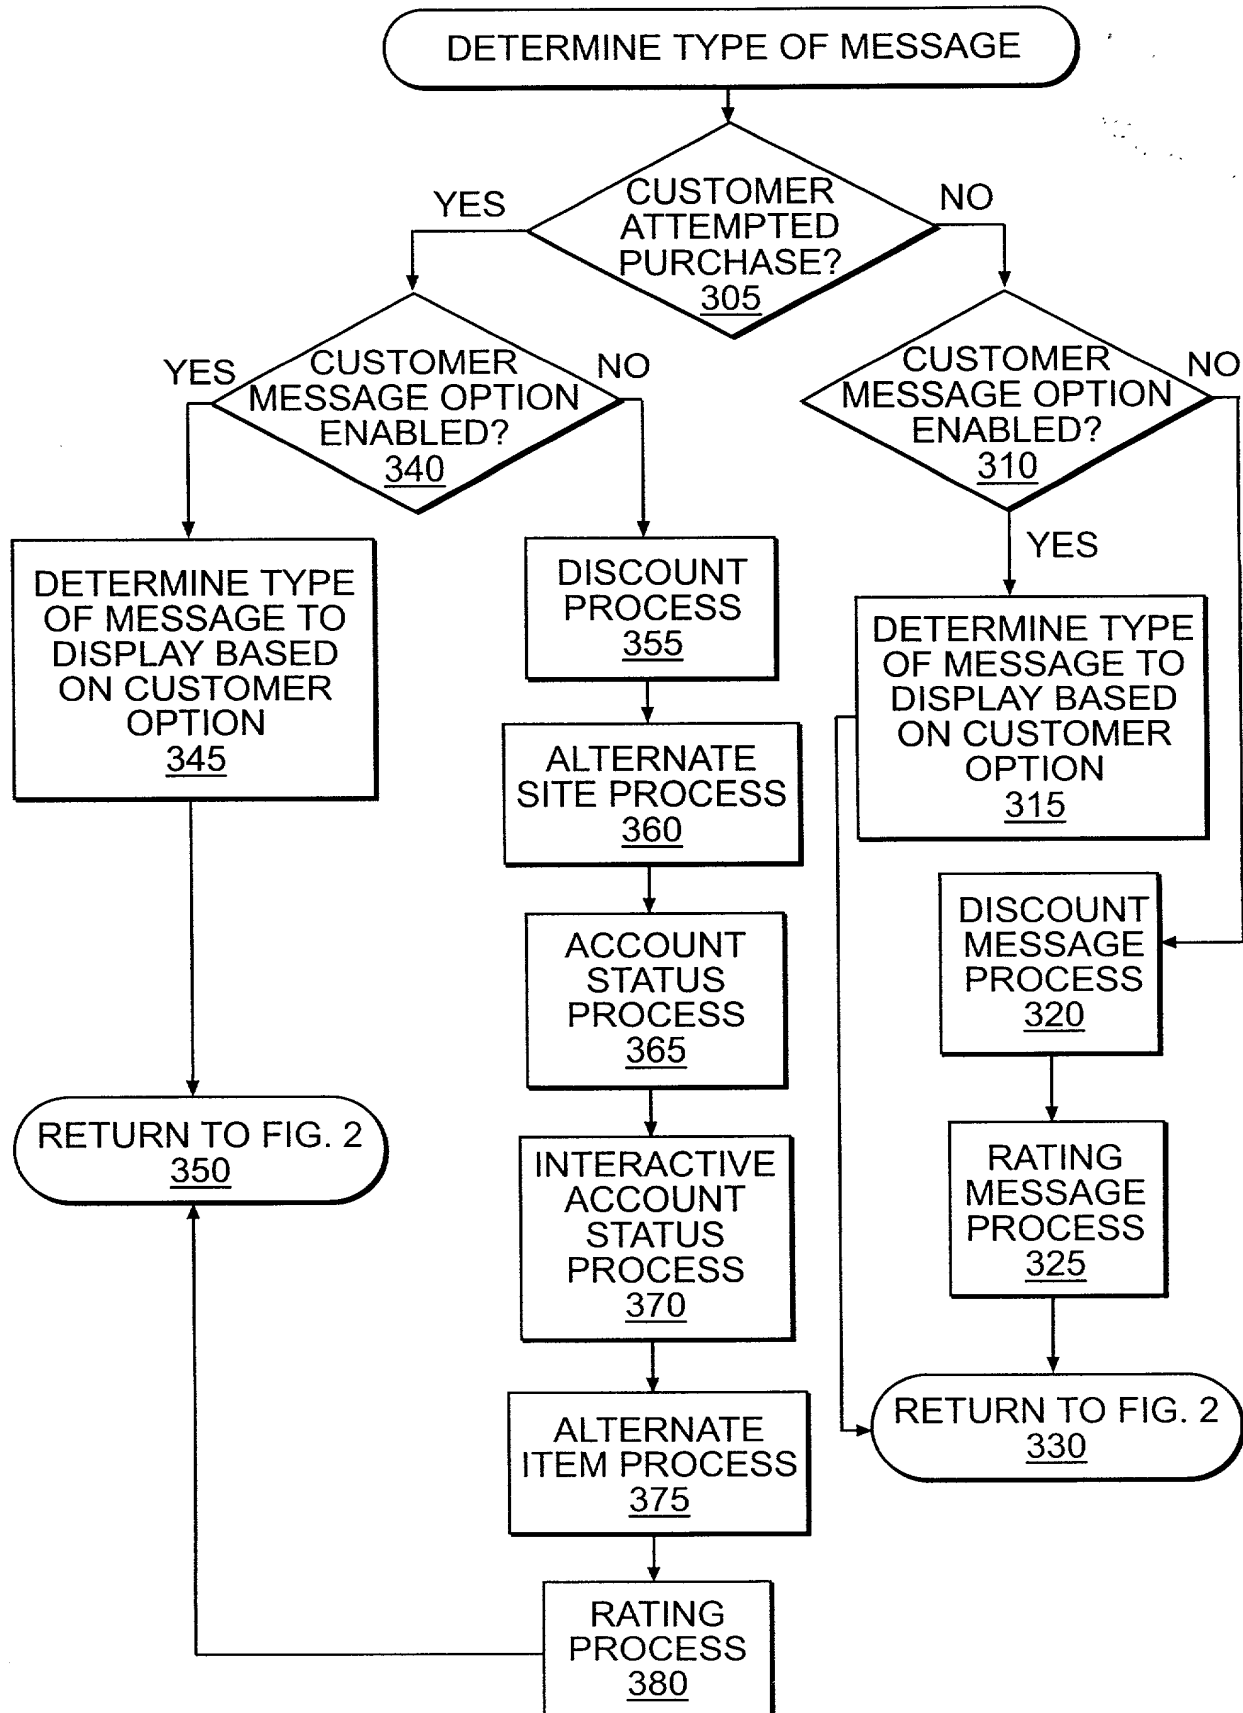 DETERMINE TYPE OF MESSAGE
CUSTOMER
ATTEMPTED
PURCHASE?
305
YES
NO
CUSTOMER
MESSAGE OPTION
ENABLED?
340
YES
NO
CUSTOMER
MESSAGE OPTION
ENABLED?
310
NO
YES
DETERMINE TYPE
OF MESSAGE TO
DISPLAY BASED
ON CUSTOMER
OPTION
345
DISCOUNT
PROCESS
355
DETERMINE TYPE
OF MESSAGE TO
DISPLAY BASED
ON CUSTOMER
OPTION
315
ALTERNATE
SITE PROCESS
360
DISCOUNT
MESSAGE
PROCESS
320
ACCOUNT
STATUS
PROCESS
365
RETURN TO FIG. 2
350
INTERACTIVE
ACCOUNT
STATUS
PROCESS
370
RATING
MESSAGE
PROCESS
325
ALTERNATE
ITEM PROCESS
375
RETURN TO FIG. 2
330
RATING
PROCESS
380